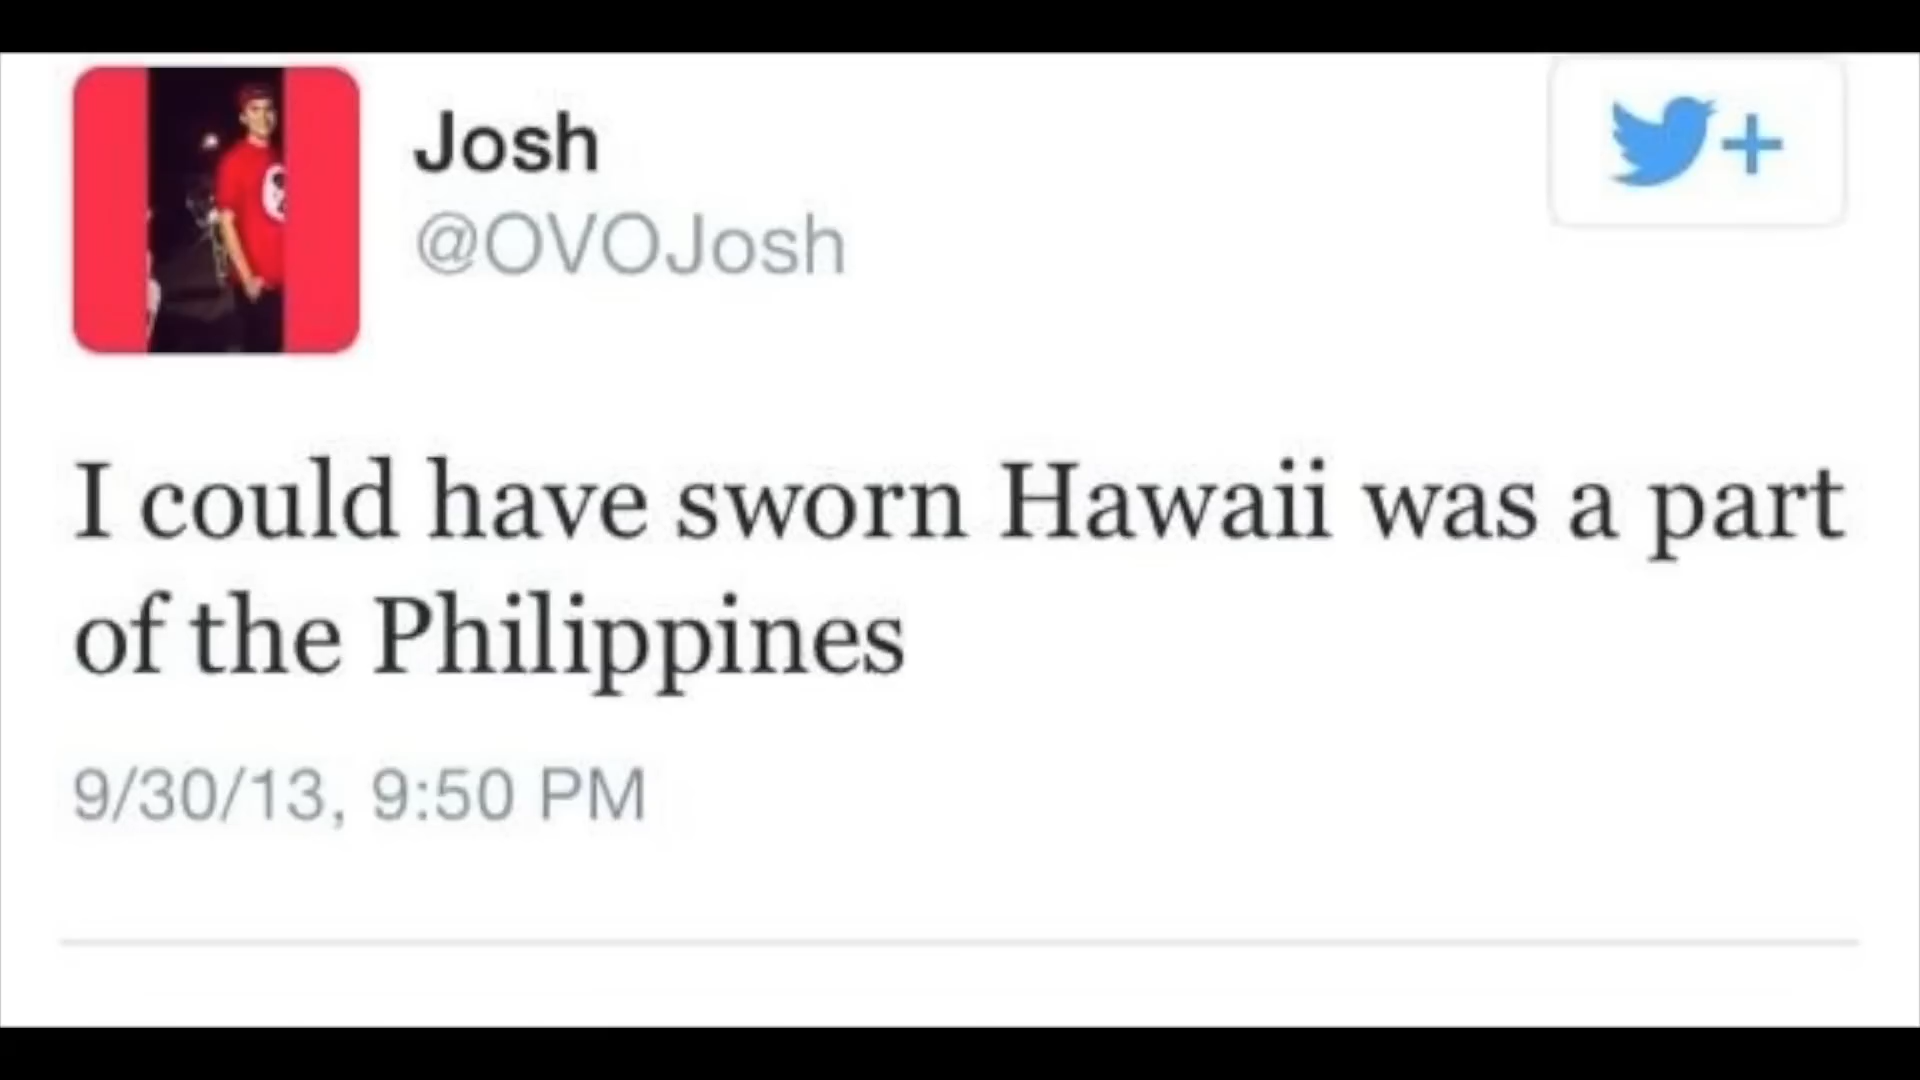 Josh
@OVOJosh
I could have sworn Hawaii was a part
of the Philippines
9/30/13, 9:50 PM